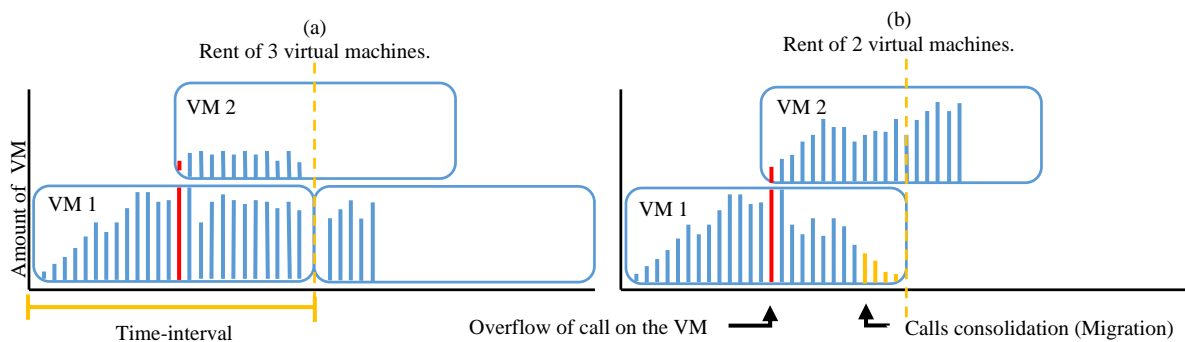 (a)
Rent of 3 virtual machines.
VM 2
VM 1
Amount of VM
Time-interval
(b)
Rent of 2 virtual machines.
VM 2
VM 1
Overflow of call on the VM
Calls consolidation (Migration)